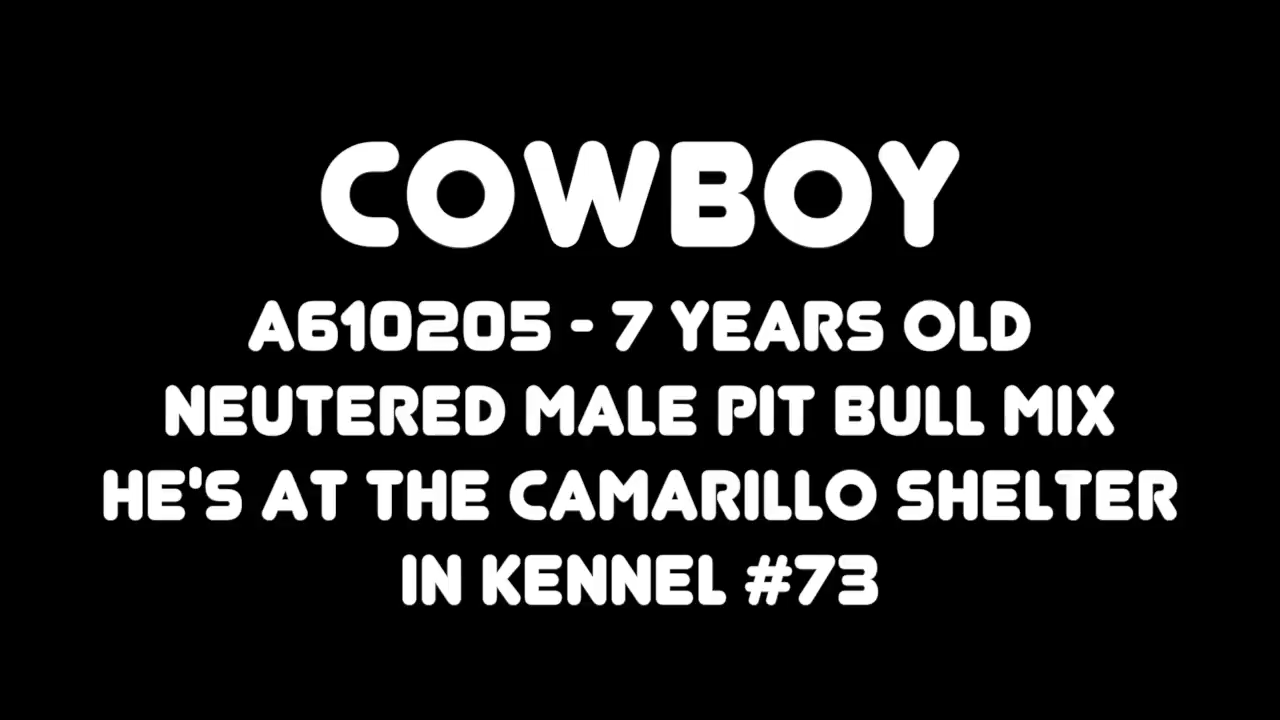 COWBOY
A610205 - 7 YEARS OLD
NEUTERED MALE PIT BULL MIX
HE'S AT THE CAMARILLO SHELTER
IN KENNEL #73